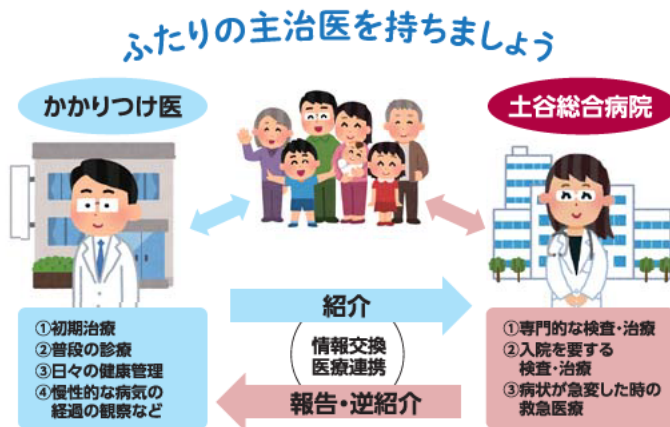 ふたりの主治医を持ちましょう
かかりつけ医
土谷総合病院
紹介
情報交換
医療連携
報告・逆紹介
①初期治療
②普段の診療
③日々の健康管理
④慢性的な病気の
経過の観察など
①専門的な検査・治療
②入院を要する
検査・治療
③病状が急変した時の
救急医療